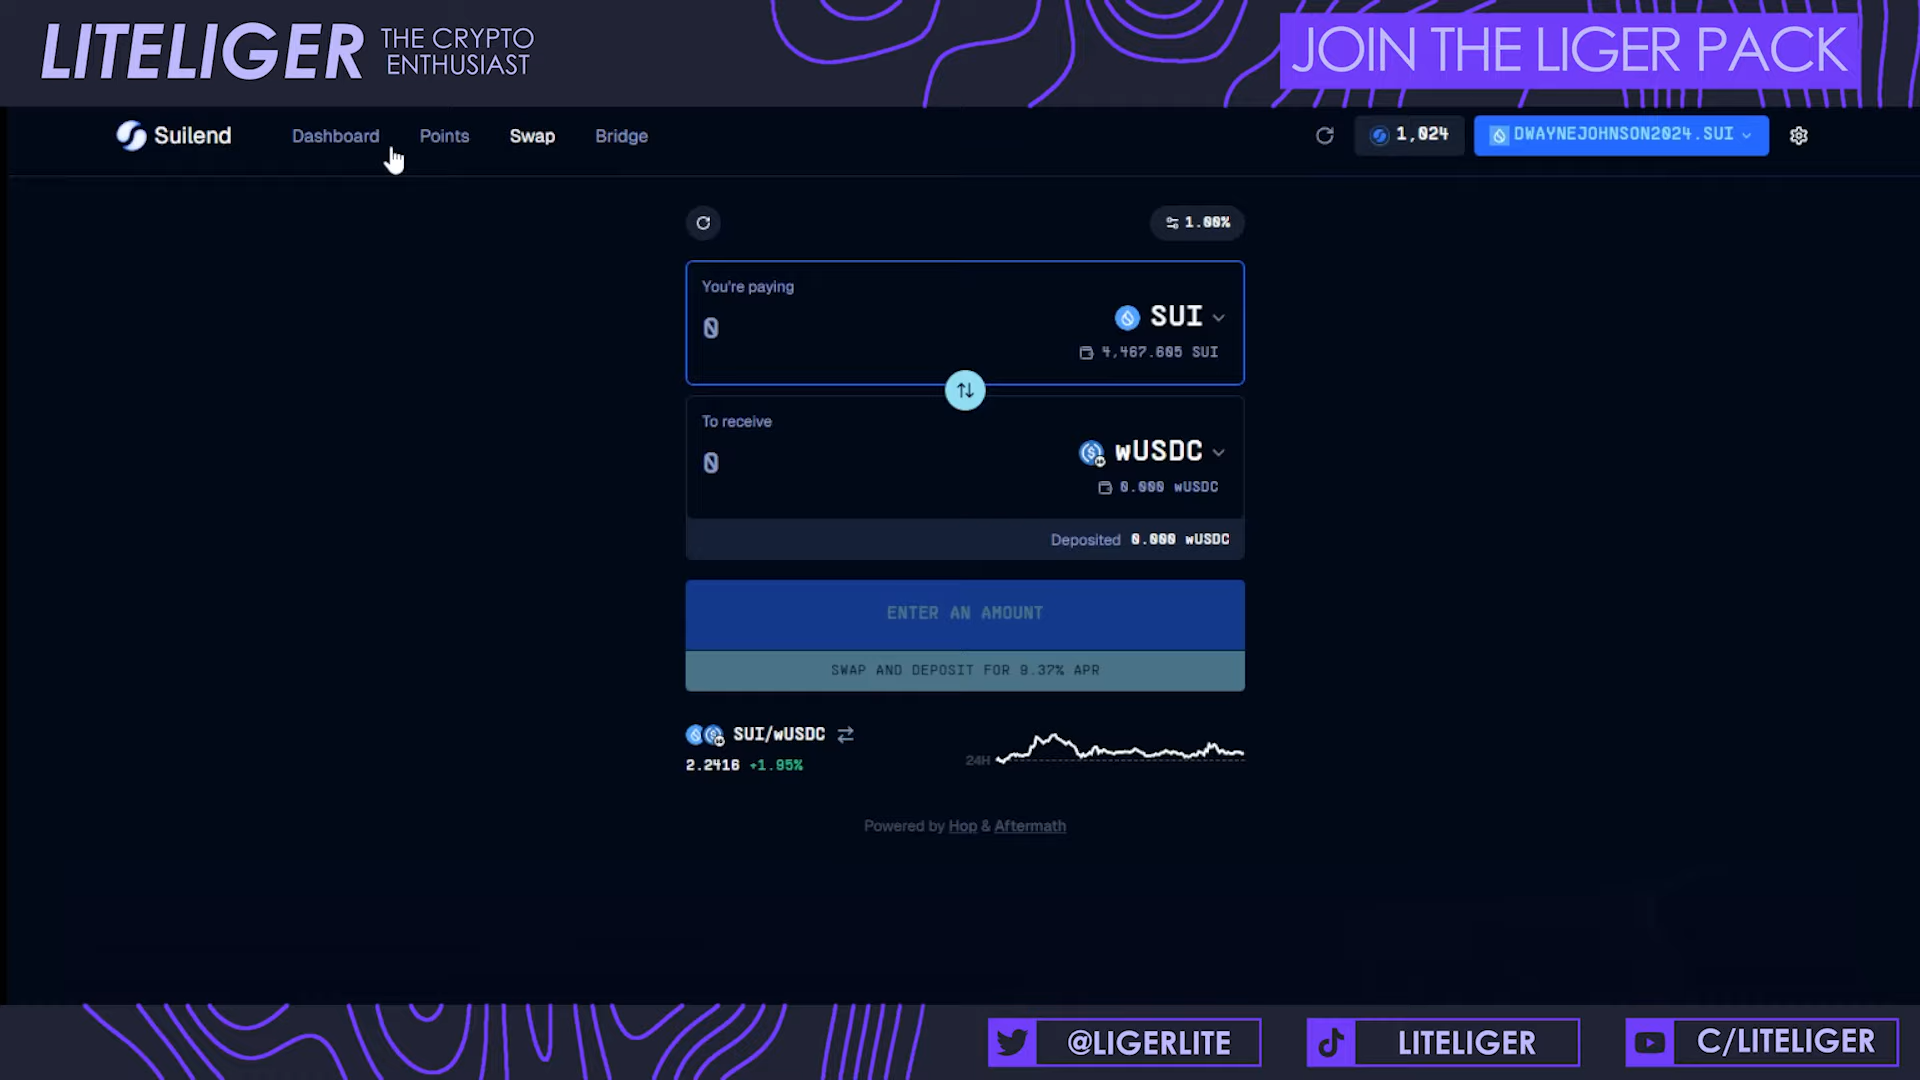 LITELIGER THE CRYPTO ENTHUSIAST
JOIN THE LIGER PACK
Suilend Dashboard Points Swap Bridge 1,024 DWAYNEJOHNSON2024.SUI
1.00%
You're paying
0 SUI
4,467.605 SUI
To receive
0 wUSDC
0.000 wUSDC
Deposited 0.000 wUSDC
ENTER AN AMOUNT
SWAP AND DEPOSIT FOR 9.37% APR
SUI/wUSDC
2.2416 +1.95%
24H
Powered by Hop & Aftermath
@LIGERLITE LITELIGER C/LITELIGER